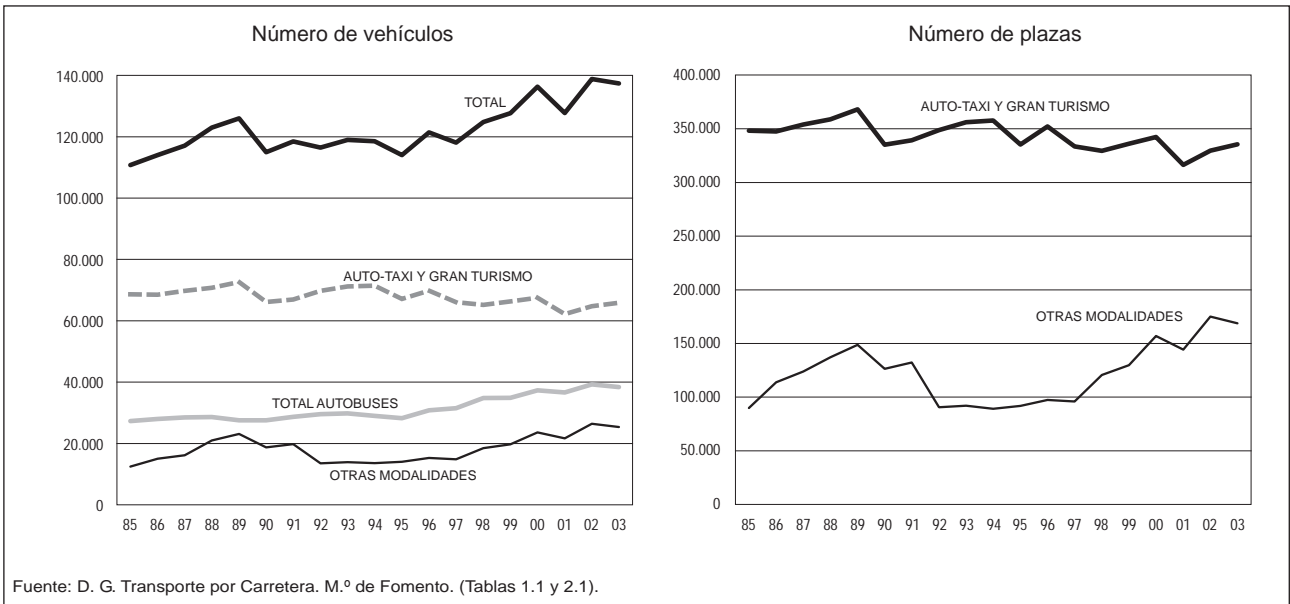 Número de vehículos
140.000
120.000
100.000
80.000
60.000
40.000
20.000
0
TOTAL
AUTO-TAXI Y GRAN TURISMO
TOTAL AUTOBUSES
OTRAS MODALIDADES
85 86 87 88 89 90 91 92 93 94 95 96 97 98 99 00 01 02 03
Número de plazas
400.000
350.000
300.000
250.000
200.000
150.000
100.000
50.000
0
AUTO-TAXI Y GRAN TURISMO
OTRAS MODALIDADES
85 86 87 88 89 90 91 92 93 94 95 96 97 98 99 00 01 02 03
Fuente: D. G. Transporte por Carretera. M.º de Fomento. (Tablas 1.1 y 2.1).